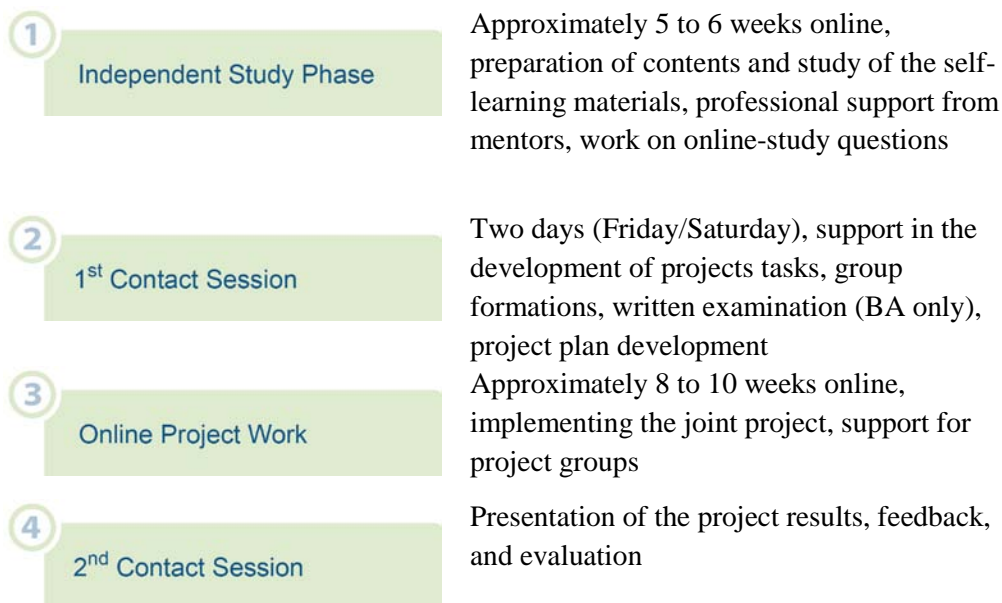 1
Independent Study Phase
Approximately 5 to 6 weeks online,
preparation of contents and study of the self-
learning materials, professional support from
mentors, work on online-study questions
2
1st Contact Session
Two days (Friday/Saturday), support in the
development of projects tasks, group
formations, written examination (BA only),
project plan development
3
Online Project Work
Approximately 8 to 10 weeks online,
implementing the joint project, support for
project groups
4
2nd Contact Session
Presentation of the project results, feedback,
and evaluation